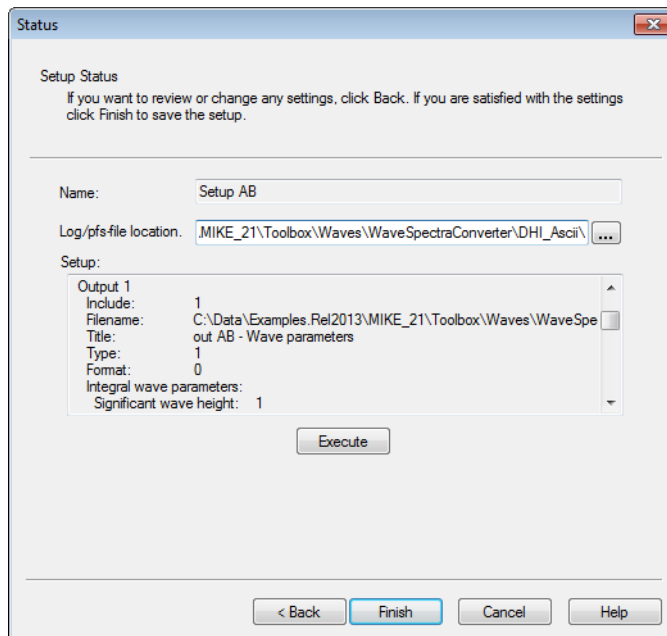 Status
Setup Status
If you want to review or change any settings, click Back. If you are satisfied with the settings
click Finish to save the setup.
Name: Setup AB
Log/pfs-file location. .MIKE_21\Toolbox\Waves\WaveSpectraConverter\DHI_Ascii\ ...
Setup:
Output 1
Include: 1
Filename: C:\Data\Examples.Rel2013\MIKE_21\Toolbox\Waves\WaveSpe
Title: out AB - Wave parameters
Type: 1
Format: 0
Integral wave parameters:
Significant wave height: 1
Execute
< Back Finish Cancel Help